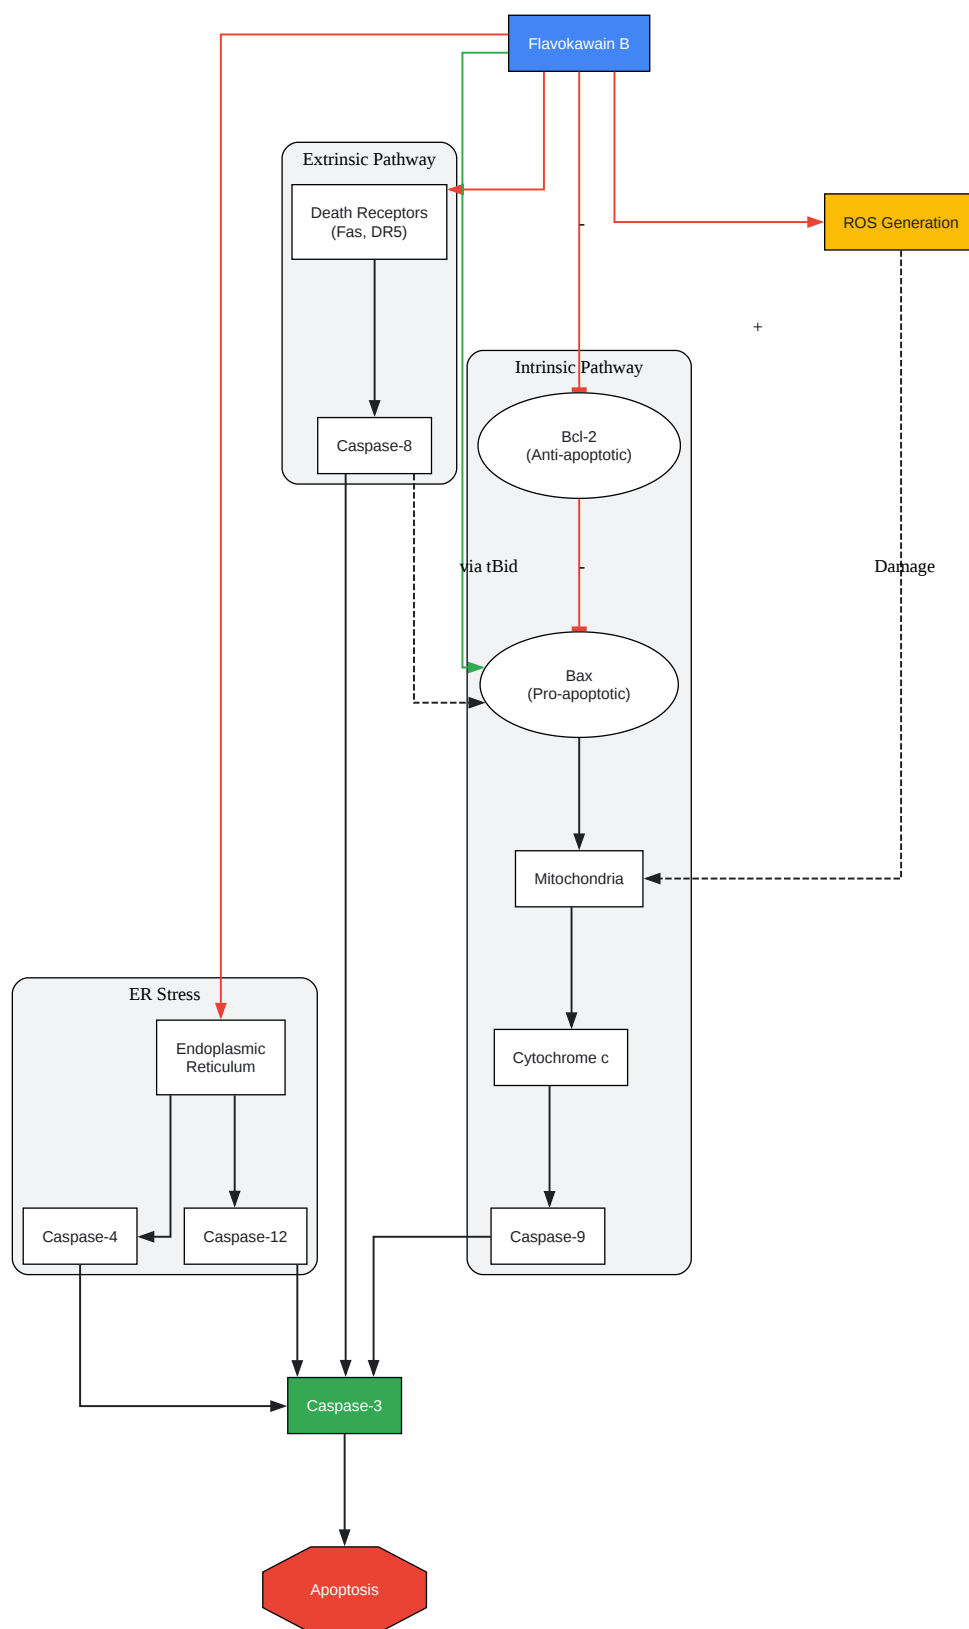 Flavokawain B
Extrinsic Pathway
Death Receptors
(Fas, DR5)
-
ROS Generation
+
Intrinsic Pathway
Caspase-8
Bcl-2
(Anti-apoptotic)
via tBid
-
Damage
Bax
(Pro-apoptotic)
Mitochondria
ER Stress
Endoplasmic
Reticulum
Cytochrome c
Caspase-4
Caspase-12
Caspase-9
Caspase-3
Apoptosis